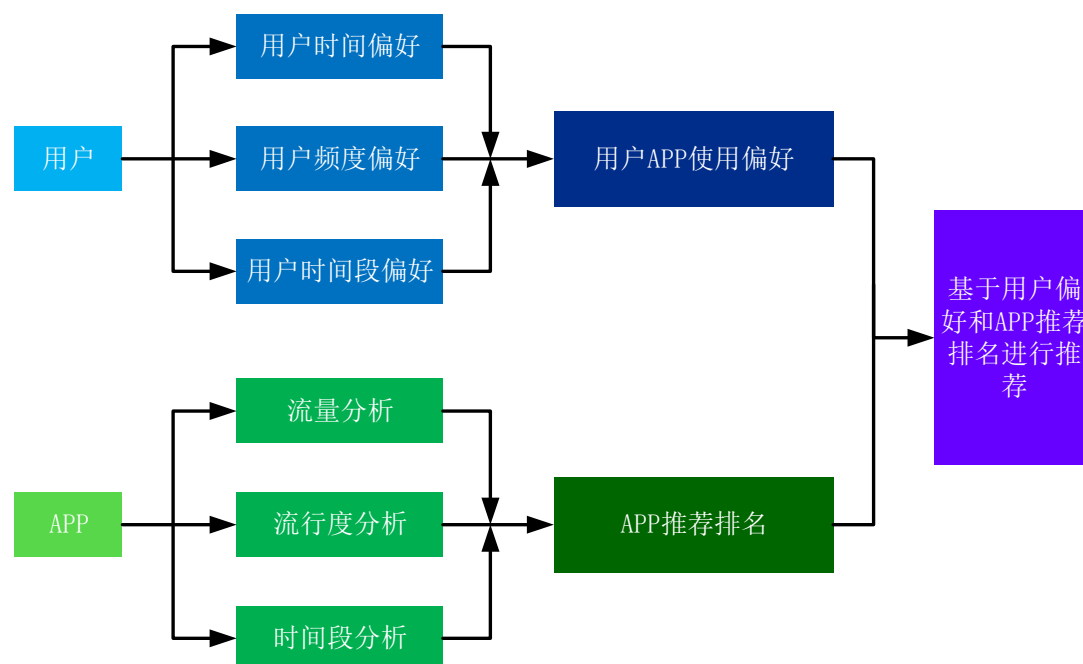 用户时间偏好
用户
用户频度偏好
用户APP使用偏好
用户时间段偏好
基于用户偏
好和APP推荐
排名进行推
荐
流量分析
APP
流行度分析
APP推荐排名
时间段分析